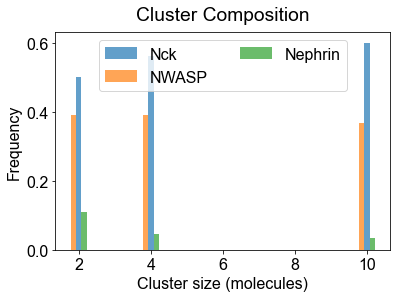 Cluster Composition
Nck
NWASP
Nephrin
Frequency
0.6
0.4
0.2
0.0
2 4 6 8 10
Cluster size (molecules)